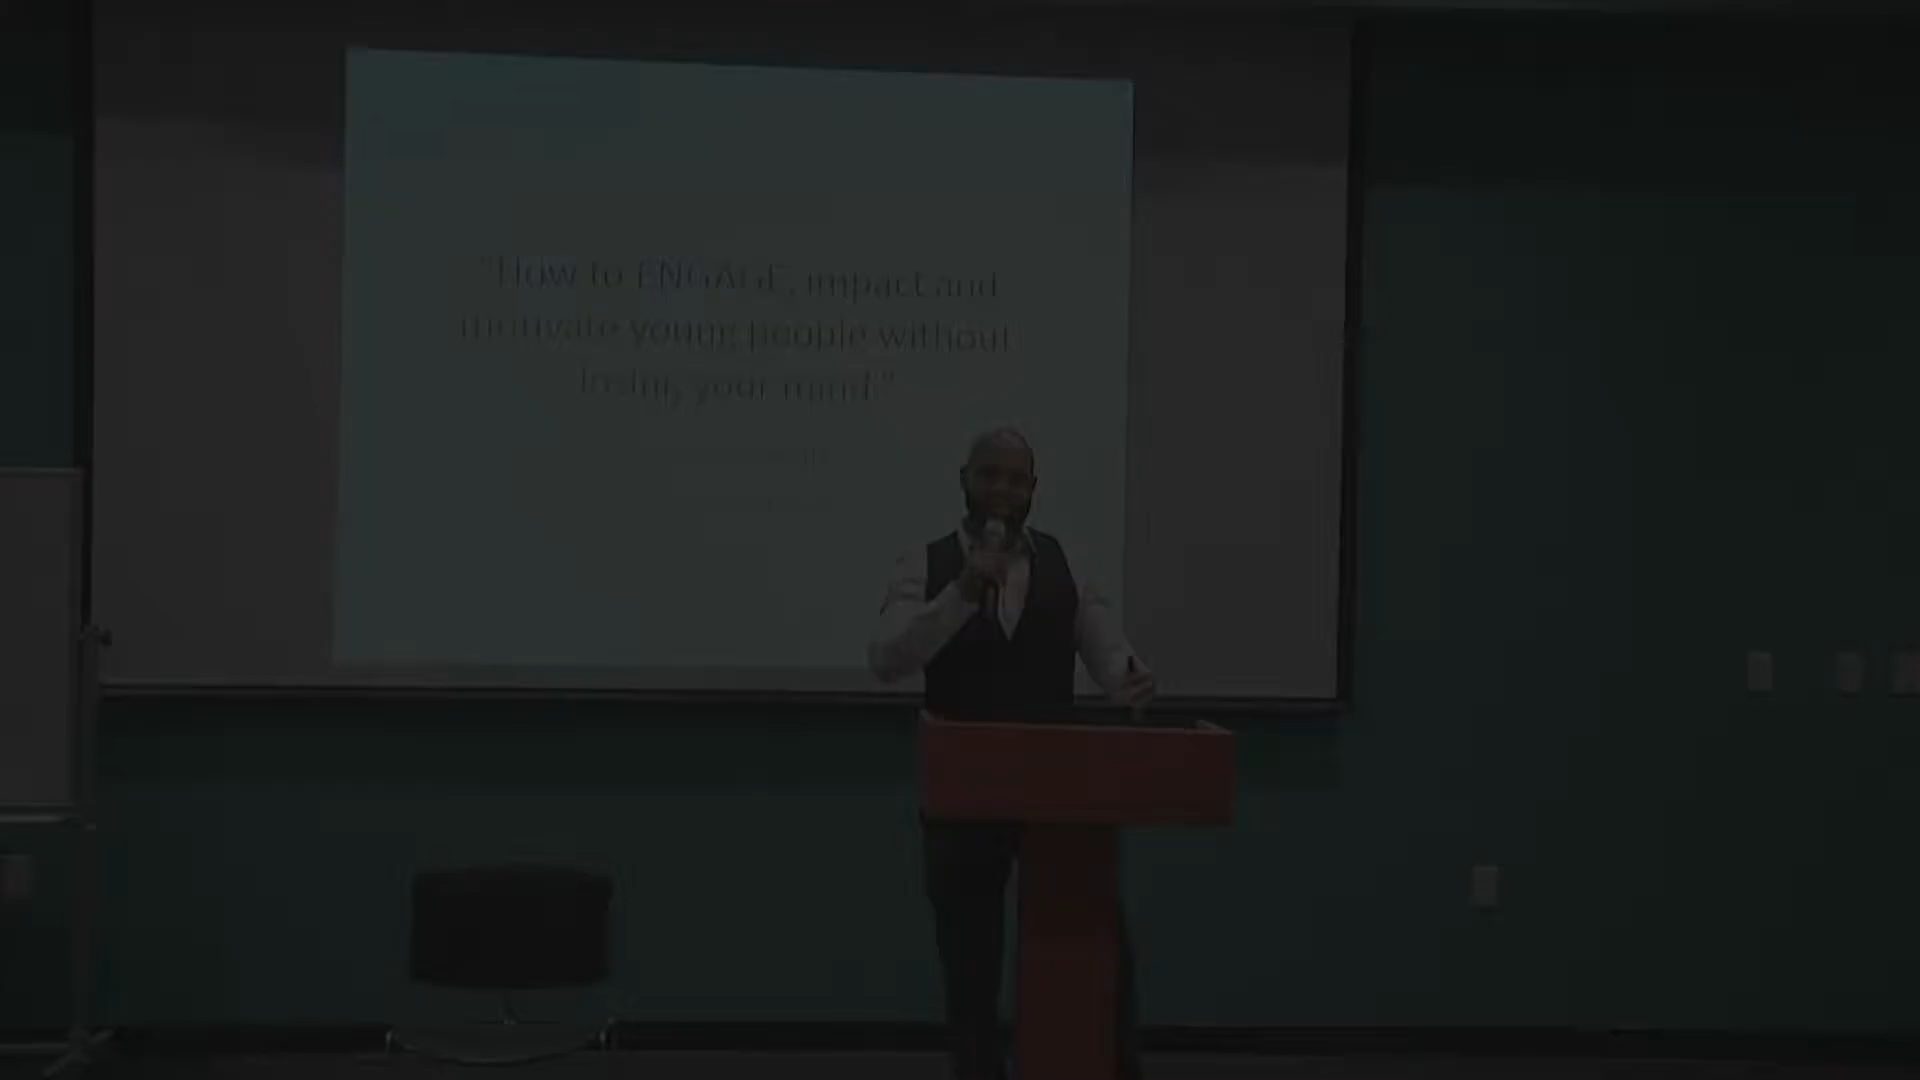 "How to ENGAGE, impact and
motivate young people without
losing your mind"